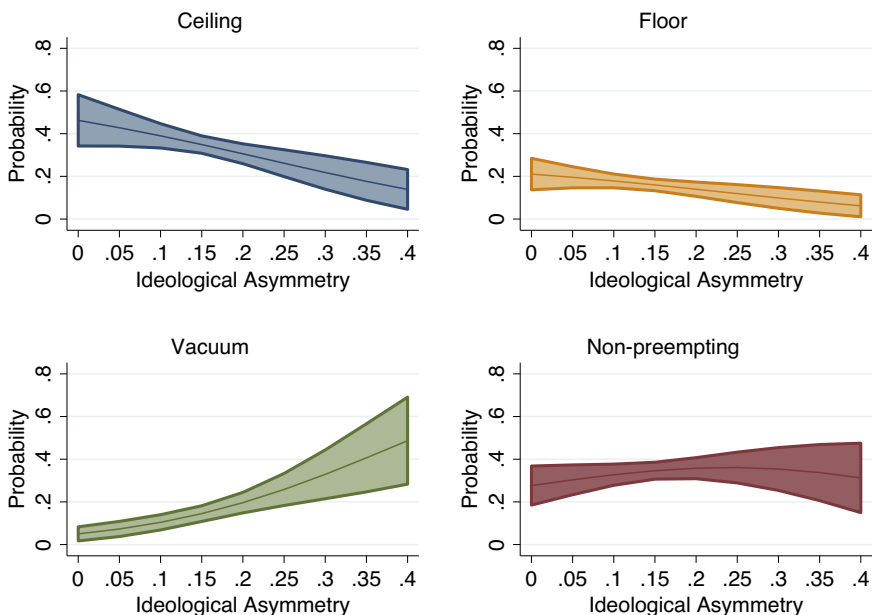 Ceiling
Probability
.8
.6
.4
.2
0
0 .05 .1 .15 .2 .25 .3 .35 .4
Ideological Asymmetry
Floor
Probability
.8
.6
.4
.2
0
0 .05 .1 .15 .2 .25 .3 .35 .4
Ideological Asymmetry
Vacuum
Probability
.8
.6
.4
.2
0
0 .05 .1 .15 .2 .25 .3 .35 .4
Ideological Asymmetry
Non-preempting
Probability
.8
.6
.4
.2
0
0 .05 .1 .15 .2 .25 .3 .35 .4
Ideological Asymmetry